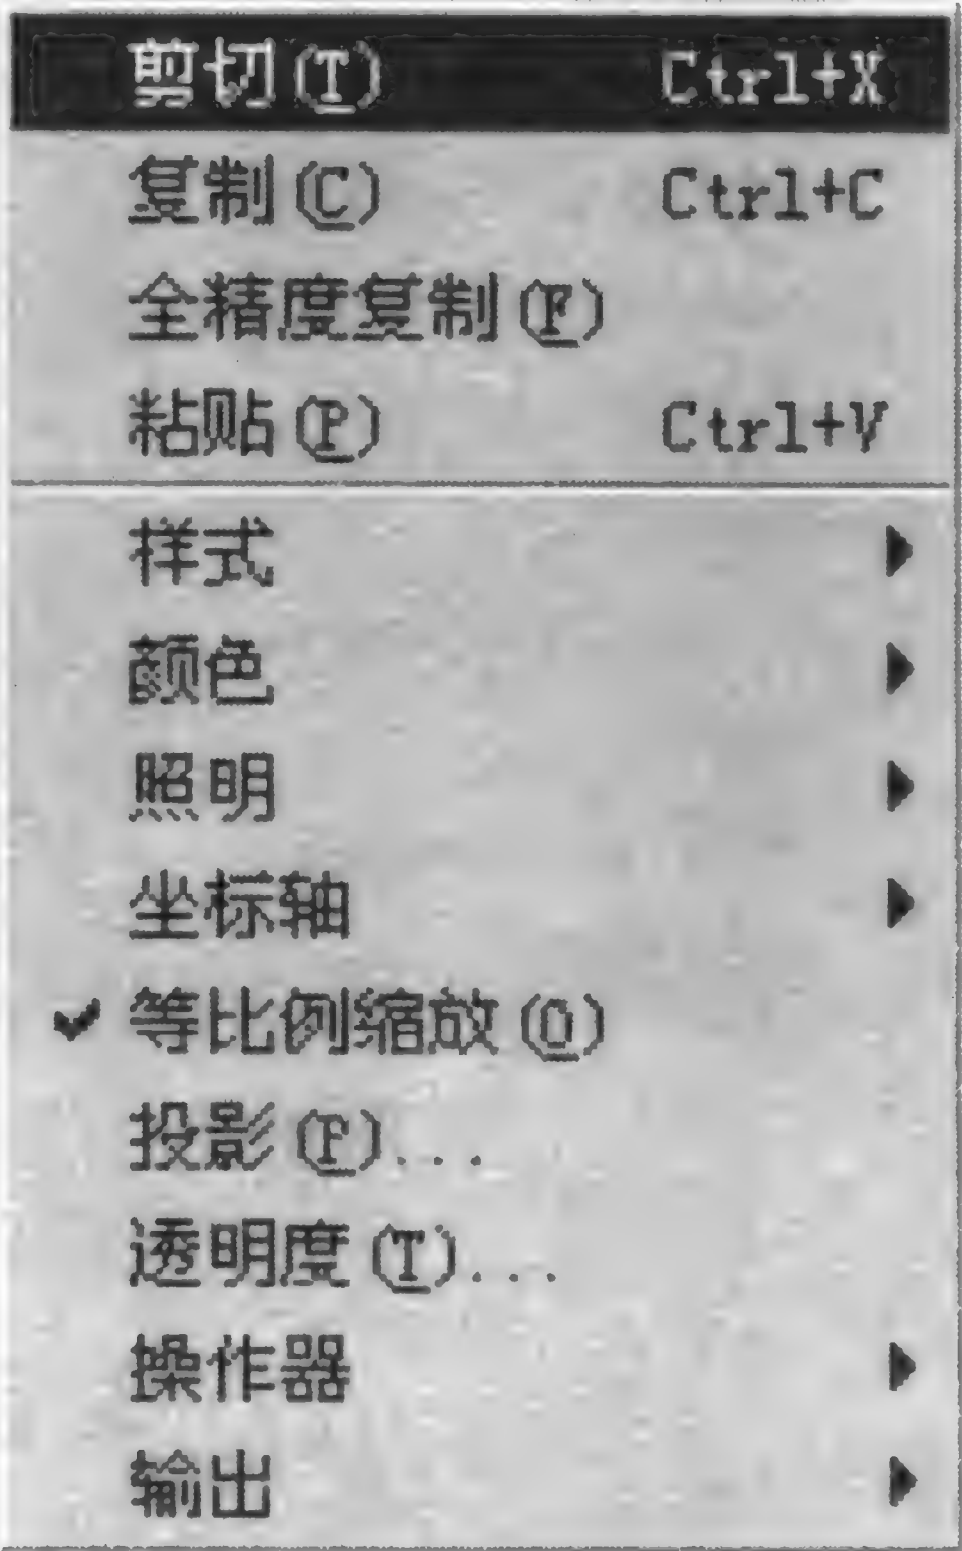 剪切(T) Ctrl+X
复制(C) Ctrl+C
全精度复制(F)
粘贴(P) Ctrl+V
样式
颜色
照明
坐标轴
等比例缩放(O)
投影(F)...
透明度(T)...
操作器
输出